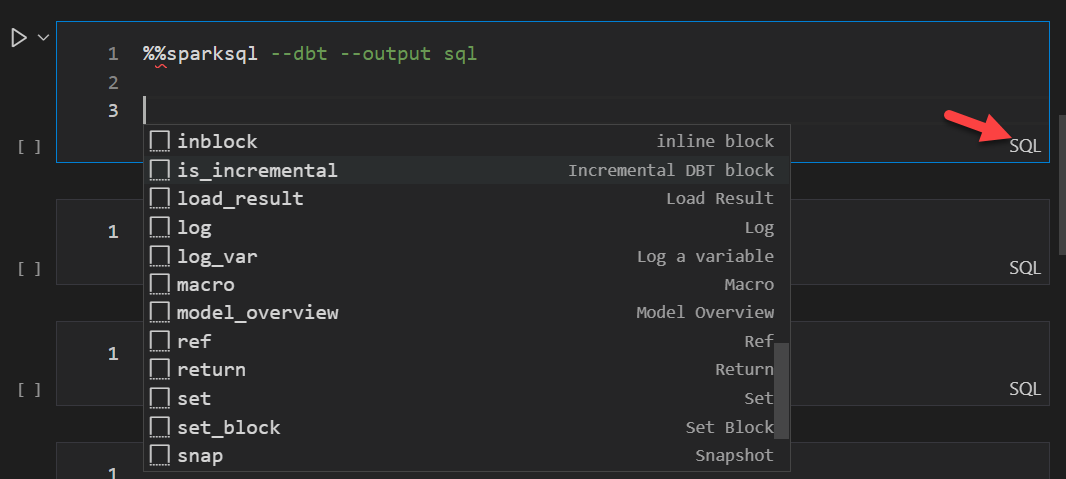 1 %%sparksql --dbt --output sql
2
3
[ ] SQL
inblock inline block
is_incremental Incremental DBT block
load_result Load Result
log Log
log_var Log a variable
macro Macro
model_overview Model Overview
ref Ref
return Return
set Set
set_block Set Block
snap Snapshot
1
[ ] SQL
1
[ ] SQL
1